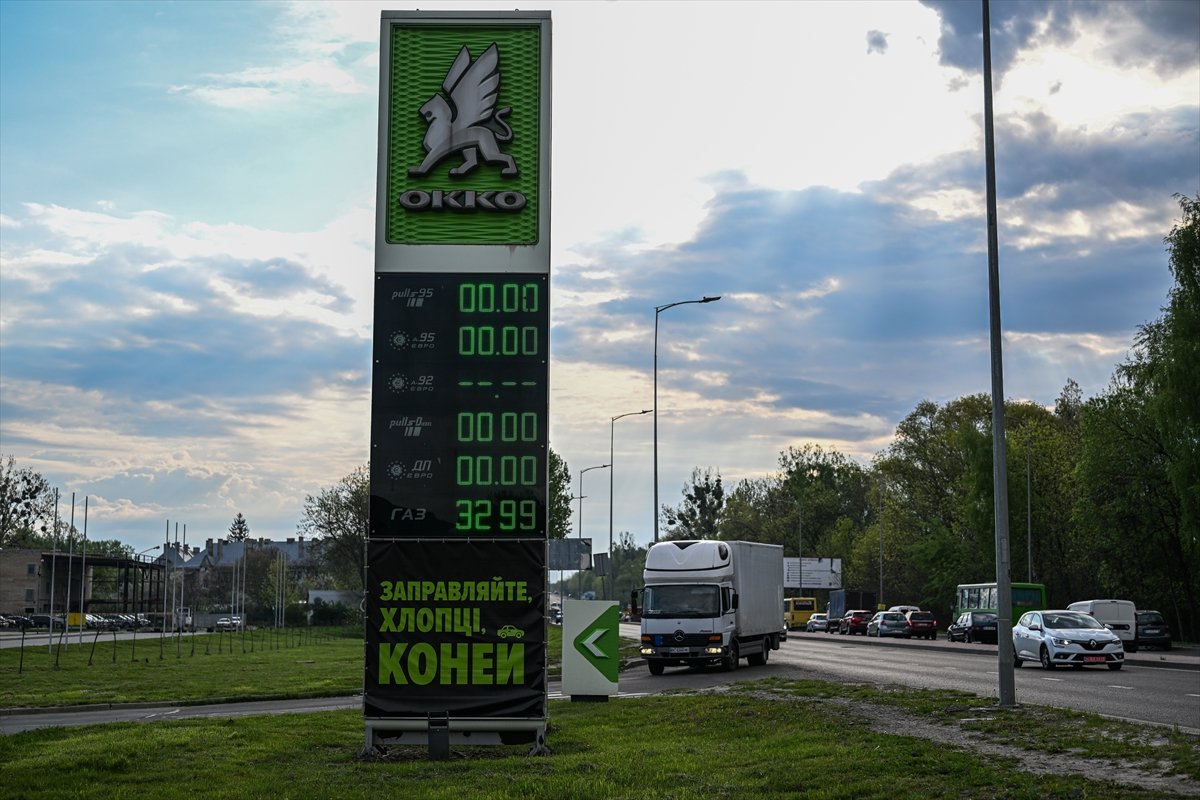 OKKO
pulls 95 00.00
А-95 ЄВРО 00.00
А-92 ЄВРО --.--
pulls Diesel 00.00
ДП ЄВРО 00.00
ГАЗ 32.99
ЗАПРАВЛЯЙТЕ,
ХЛОПЦІ,
КОНЕЙ